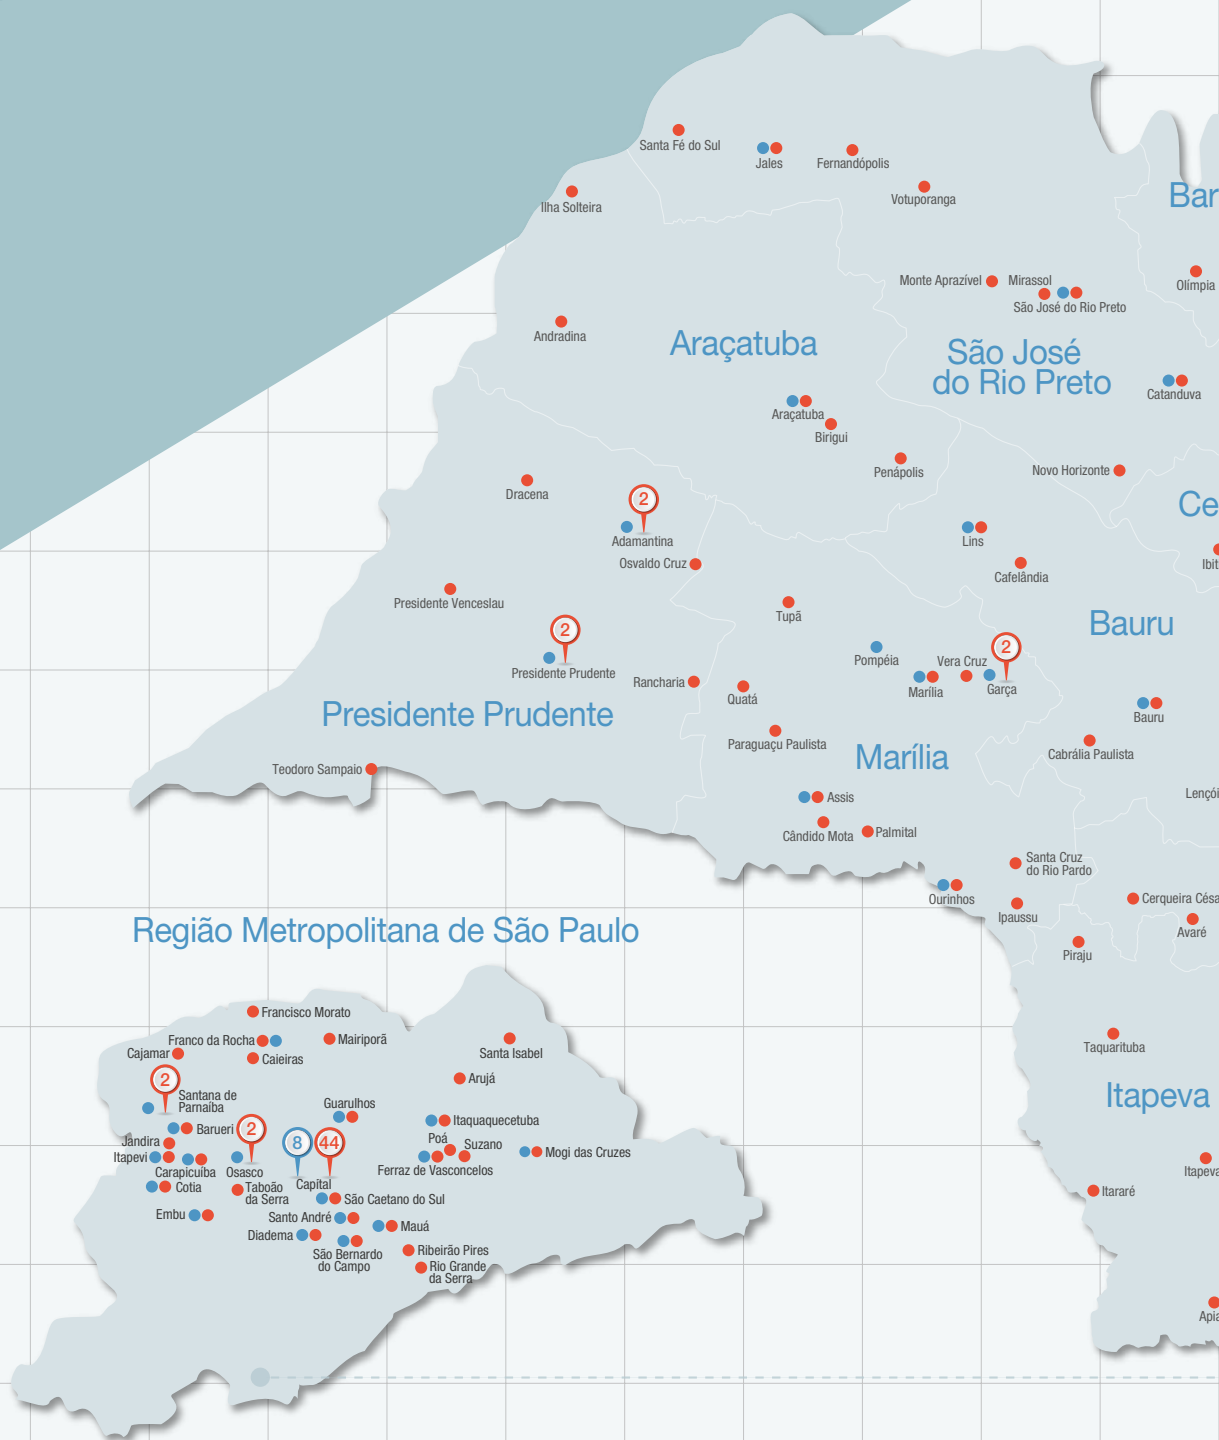 Santa Fé do Sul
Jales
Fernandópolis
Votuporanga
Bar
Ilha Solteira
Monte Aprazível
Mirassol
Olímpia
São José do Rio Preto
Andradina
Araçatuba
São José
do Rio Preto
Catanduva
Araçatuba
Birigui
Penápolis
Novo Horizonte
Dracena
2
Adamantina
Ce
Lins
Osvaldo Cruz
Ibit
Cafelândia
Presidente Venceslau
Tupã
Bauru
2
Presidente Prudente
Pompéia
Vera Cruz
2
Rancharia
Quatá
Marília
Garça
Presidente Prudente
Bauru
Paraguaçu Paulista
Marília
Cabrália Paulista
Teodoro Sampaio
Assis
Lençói
Cândido Mota
Palmital
Santa Cruz
do Rio Pardo
Ourinhos
Ipaussu
Cerqueira Césa
Avaré
Piraju
Taquarituba
Itapeva
Itapeva
Itararé
Apia
Região Metropolitana de São Paulo
Francisco Morato
Franco da Rocha
Mairiporã
Cajamar
Caieiras
Santa Isabel
2
Arujá
Santana de
Parnaíba
Guarulhos
Itaquaquecetuba
Barueri
2
8
44
Jandira
Poá
Suzano
Itapevi
Mogi das Cruzes
Carapicuíba
Osasco
Ferraz de Vasconcelos
Capital
Cotia
Taboão
da Serra
São Caetano do Sul
Embu
Santo André
Mauá
Diadema
São Bernardo
do Campo
Ribeirão Pires
Rio Grande
da Serra